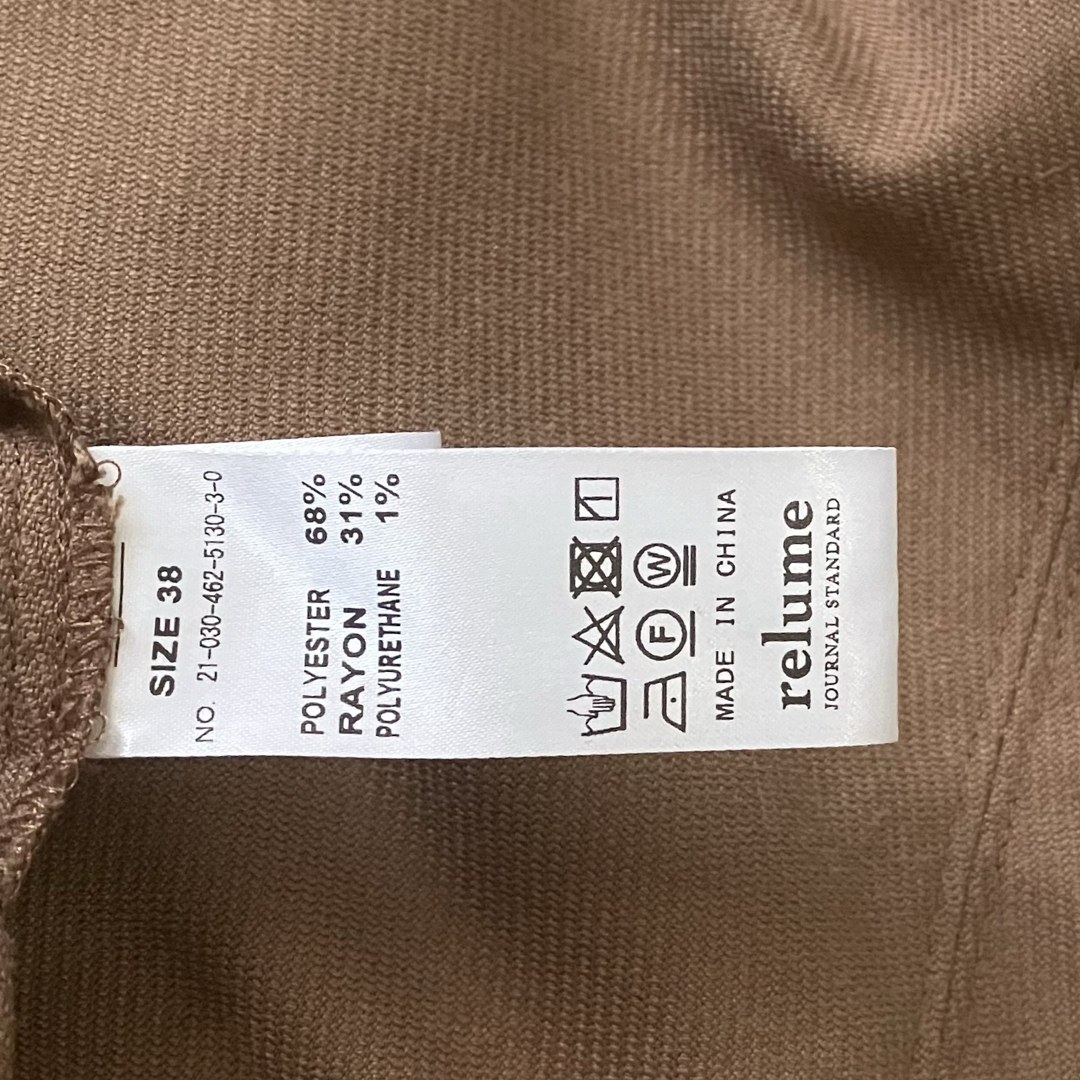 SIZE 38
NO. 21-030-462-5130-3-0
POLYESTER 68%
RAYON 31%
POLYURETHANE 1%
F W
MADE IN CHINA
relume
JOURNAL STANDARD